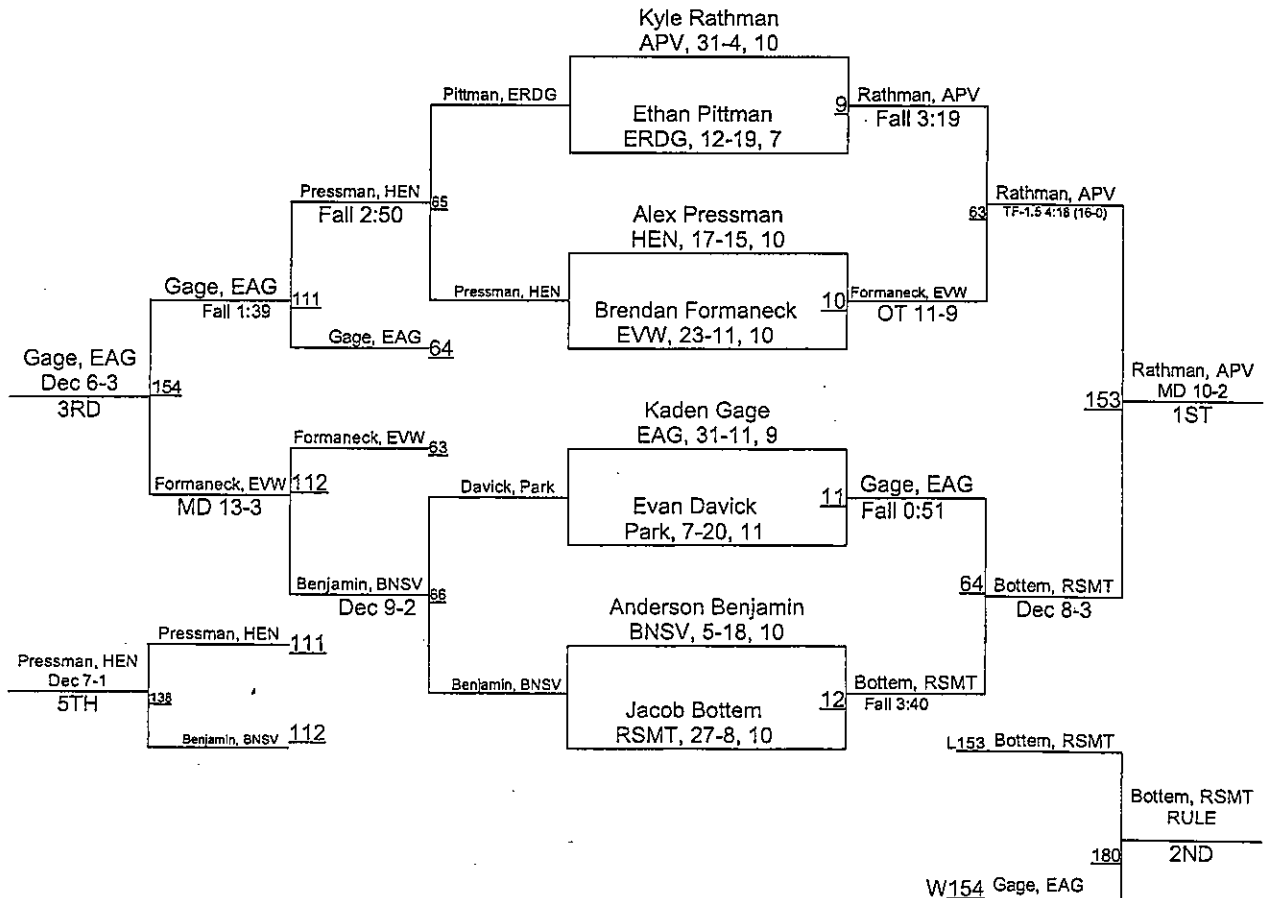 Kyle Rathman
APV, 31-4, 10
Pittman, ERDG
Ethan Pittman
ERDG, 12-19, 7
9
Rathman, APV
Fall 3:19
Pressman, HEN
Fall 2:50
65
Alex Pressman
HEN, 17-15, 10
63
Rathman, APV
TF-1.5 4:18 (16-0)
Gage, EAG
Fall 1:39
111
Pressman, HEN
Brendan Formaneck
EVW, 23-11, 10
10
Formaneck, EVW
OT 11-9
Gage, EAG
64
Gage, EAG
Dec 6-3
3RD
154
Kaden Gage
EAG, 31-11, 9
153
Rathman, APV
MD 10-2
1ST
Formaneck, EVW
63
Formaneck, EVW
MD 13-3
112
Davick, Park
Evan Davick
Park, 7-20, 11
11
Gage, EAG
Fall 0:51
Benjamin, BNSV
Dec 9-2
66
Anderson Benjamin
BNSV, 5-18, 10
64
Bottem, RSMT
Dec 8-3
Pressman, HEN
111
Pressman, HEN
Dec 7-1
5TH
138
Benjamin, BNSV
Jacob Bottem
RSMT, 27-8, 10
12
Bottem, RSMT
Fall 3:40
Benjamin, BNSV
112
L153 Bottem, RSMT
Bottem, RSMT
RULE
2ND
180
W154 Gage, EAG